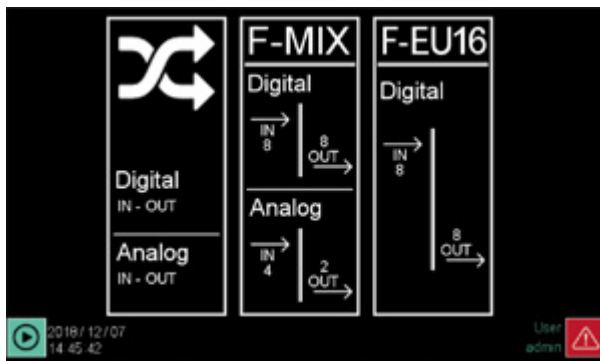 Digital
IN - OUT
Analog
IN - OUT
F-MIX
Digital
IN
8
8
OUT
Analog
IN
4
2
OUT
F-EU16
Digital
IN
8
8
OUT
2018/12/07
14:45:42
User
admin